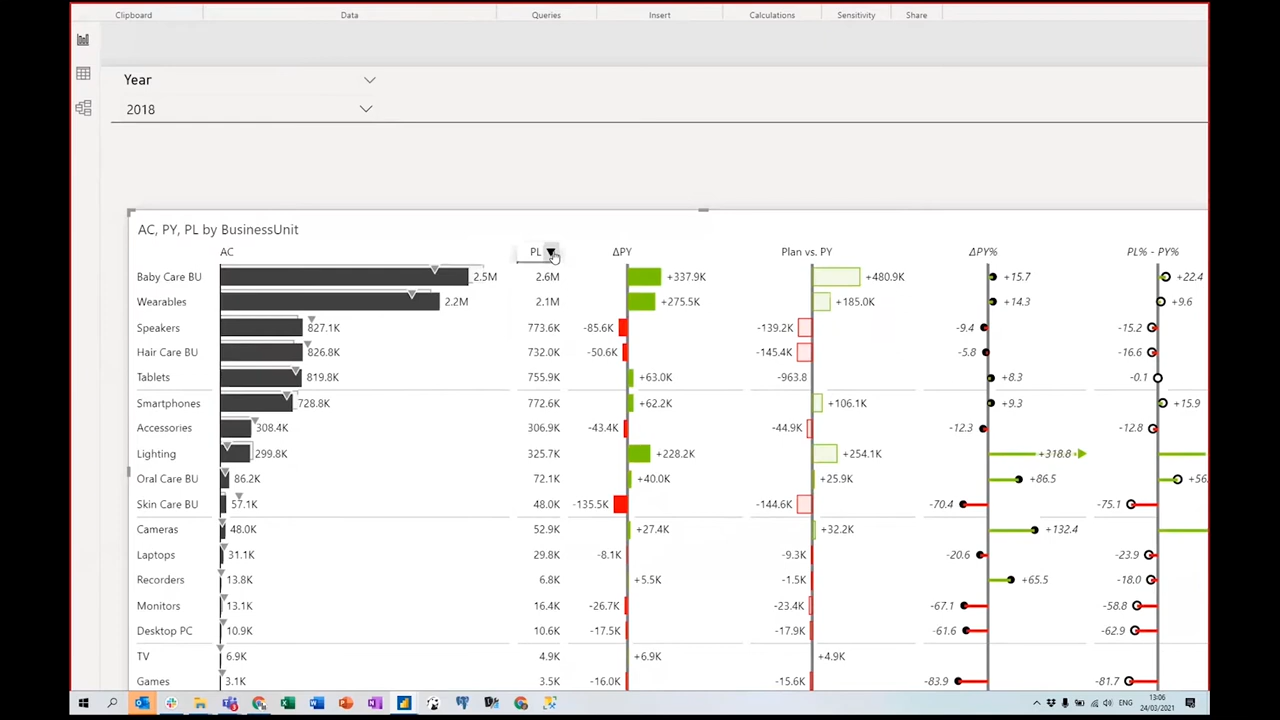 Clipboard Data Queries Insert Calculations Sensitivity Share
Year
2018
AC, PY, PL by BusinessUnit
AC PL ΔPY Plan vs. PY ΔPY% PL% - PY%
Baby Care BU 2.5M 2.6M +337.9K +480.9K +15.7 +22.4
Wearables 2.2M 2.1M +275.5K +185.0K +14.3 +9.6
Speakers 827.1K 773.6K -85.6K -139.2K -9.4 -15.2
Hair Care BU 826.8K 732.0K -50.6K -145.4K -5.8 -16.6
Tablets 819.8K 755.9K +63.0K -963.8 +8.3 -0.1
Smartphones 728.8K 772.6K +62.2K +106.1K +9.3 +15.9
Accessories 308.4K 306.9K -43.4K -44.9K -12.3 -12.8
Lighting 299.8K 325.7K +228.2K +254.1K +318.8
Oral Care BU 86.2K 72.1K +40.0K +25.9K +86.5 +56
Skin Care BU 57.1K 48.0K -135.5K -144.6K -70.4 -75.1
Cameras 48.0K 52.9K +27.4K +32.2K +132.4
Laptops 31.1K 29.8K -8.1K -9.3K -20.6 -23.9
Recorders 13.8K 6.8K +5.5K -1.5K +65.5 -18.0
Monitors 13.1K 16.4K -26.7K -23.4K -67.1 -58.8
Desktop PC 10.9K 10.6K -17.5K -17.9K -61.6 -62.9
TV 6.9K 4.9K +6.9K +4.9K
Games 3.1K 3.5K -16.0K -15.6K -83.9 -81.7
ENG 13:06
24/03/2021